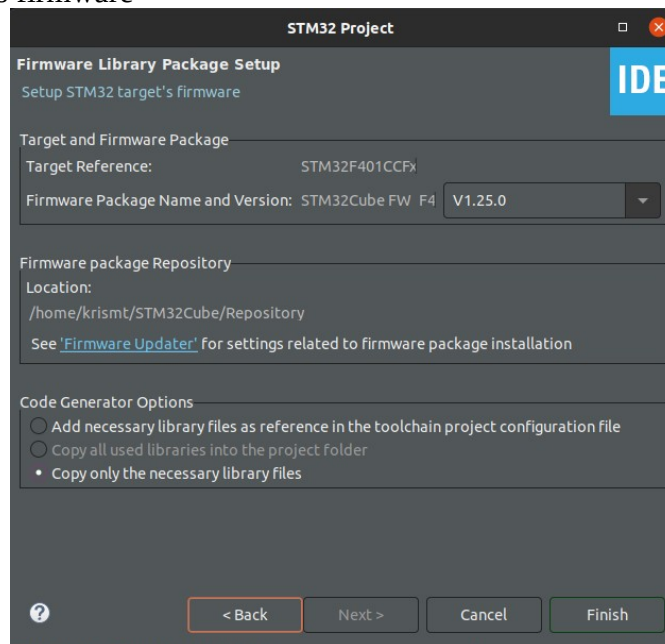 s firmware
STM32 Project
Firmware Library Package Setup
Setup STM32 target's firmware
IDE
Target and Firmware Package
Target Reference: STM32F401CCFx
Firmware Package Name and Version: STM32Cube FW F4 V1.25.0
Firmware package Repository
Location:
/home/krismt/STM32Cube/Repository
See 'Firmware Updater' for settings related to firmware package installation
Code Generator Options
Add necessary library files as reference in the toolchain project configuration file
Copy all used libraries into the project folder
Copy only the necessary library files
?
< Back Next > Cancel Finish